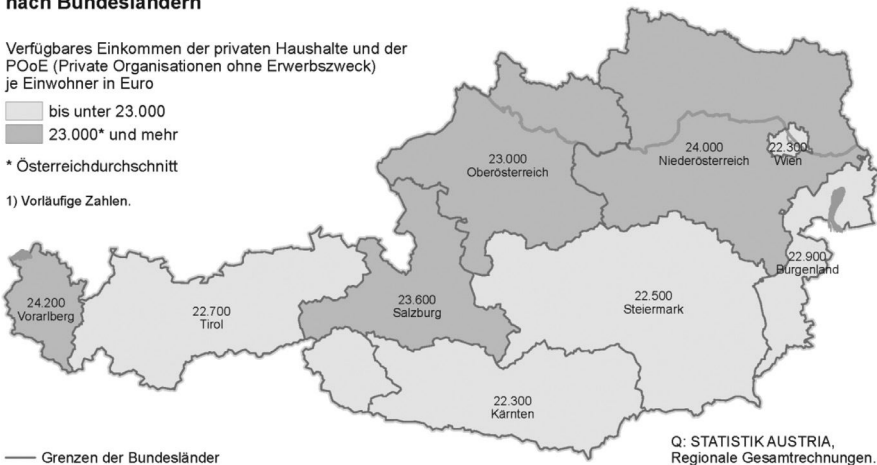 nach Bundesländern
Verfügbares Einkommen der privaten Haushalte und der
POoE (Private Organisationen ohne Erwerbszweck)
je Einwohner in Euro
bis unter 23.000
23.000* und mehr
* Österreichdurchschnitt
1) Vorläufige Zahlen.
23.000
Oberösterreich
24.000
Niederösterreich
22.300
Wien
22.900
Burgenland
24.200
Vorarlberg
22.700
Tirol
23.600
Salzburg
22.500
Steiermark
22.300
Kärnten
Grenzen der Bundesländer
Q: STATISTIK AUSTRIA,
Regionale Gesamtrechnungen.